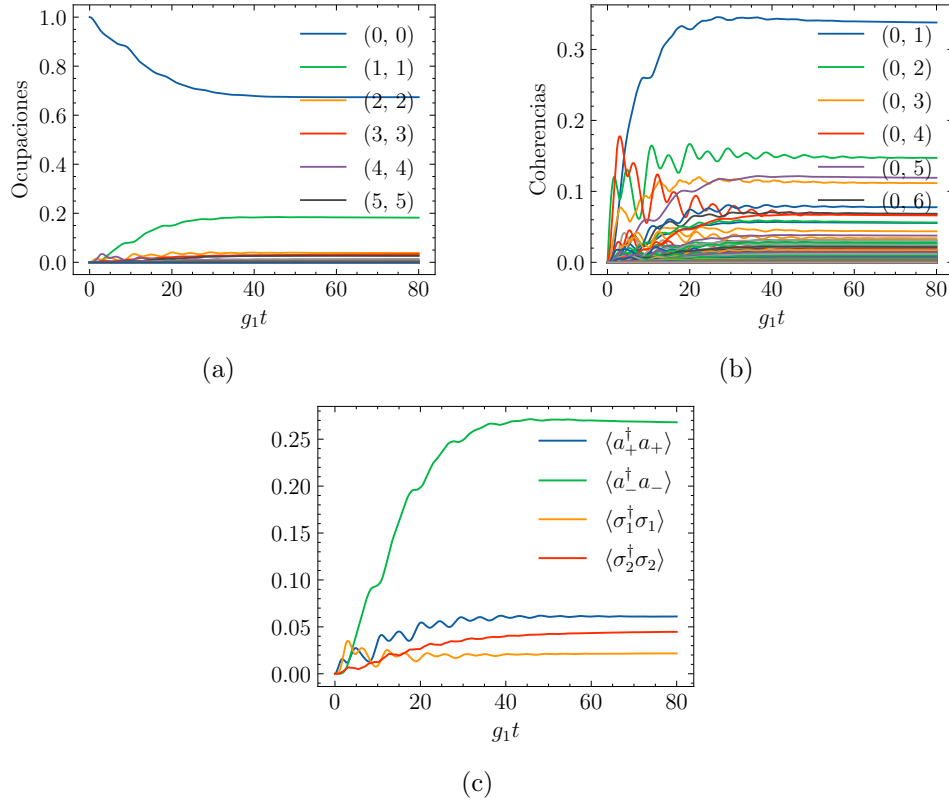 1.0
0.8
0.6
0.4
0.2
0.0
Ocupaciones
(0, 0)
(1, 1)
(2, 2)
(3, 3)
(4, 4)
(5, 5)
0 20 40 60 80
g₁t
(a)
0.3
0.2
0.1
0.0
Coherencias
(0, 1)
(0, 2)
(0, 3)
(0, 4)
(0, 5)
(0, 6)
0 20 40 60 80
g₁t
(b)
0.25
0.20
0.15
0.10
0.05
0.00
⟨a₊†a₊⟩
⟨a₋†a₋⟩
⟨σ₁†σ₁⟩
⟨σ₂†σ₂⟩
0 20 40 60 80
g₁t
(c)